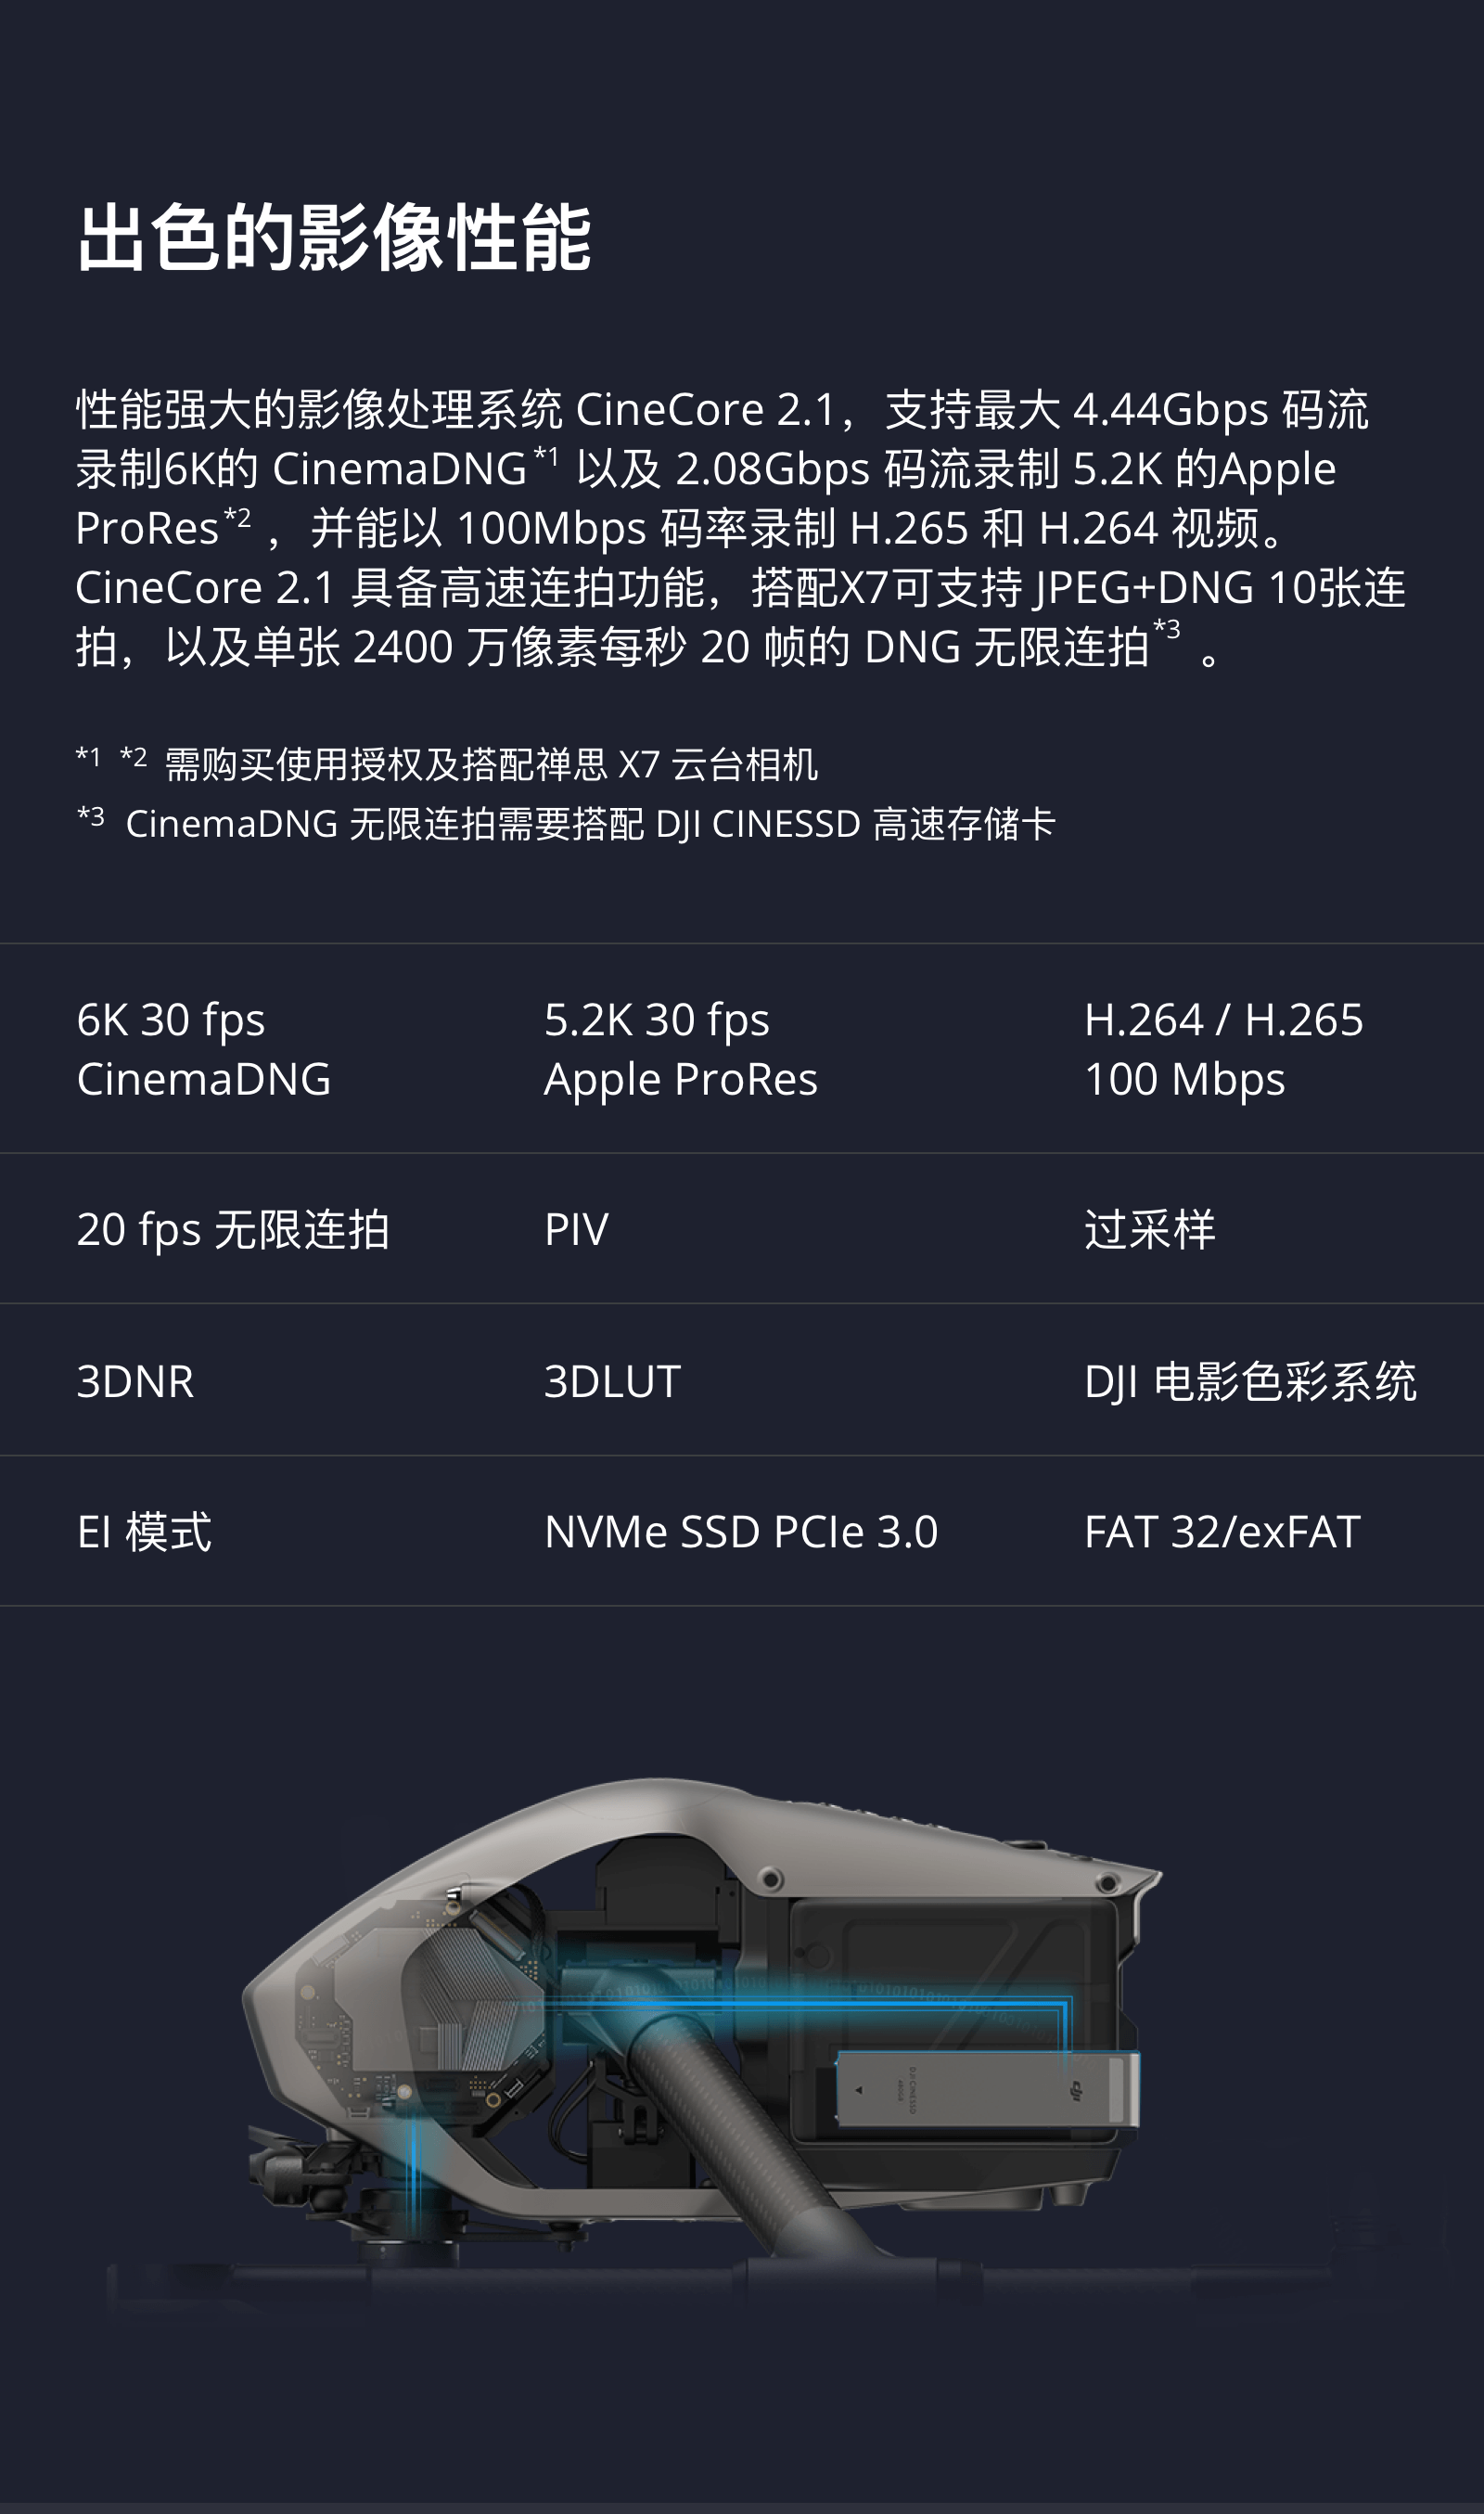 出色的影像性能
性能强大的影像处理系统 CineCore 2.1，支持最大 4.44Gbps 码流
录制6K的 CinemaDNG*1 以及 2.08Gbps 码流录制 5.2K 的Apple
ProRes*2 ，并能以 100Mbps 码率录制 H.265 和 H.264 视频。
CineCore 2.1 具备高速连拍功能，搭配X7可支持 JPEG+DNG 10张连
拍，以及单张 2400 万像素每秒 20 帧的 DNG 无限连拍*3 。
*1 *2 需购买使用授权及搭配禅思 X7 云台相机
*3 CinemaDNG 无限连拍需要搭配 DJI CINESSD 高速存储卡
6K 30 fps
CinemaDNG
5.2K 30 fps
Apple ProRes
H.264 / H.265
100 Mbps
20 fps 无限连拍
PIV
过采样
3DNR
3DLUT
DJI 电影色彩系统
EI 模式
NVMe SSD PCIe 3.0
FAT 32/exFAT
DJI CINESSD
480GB
dji